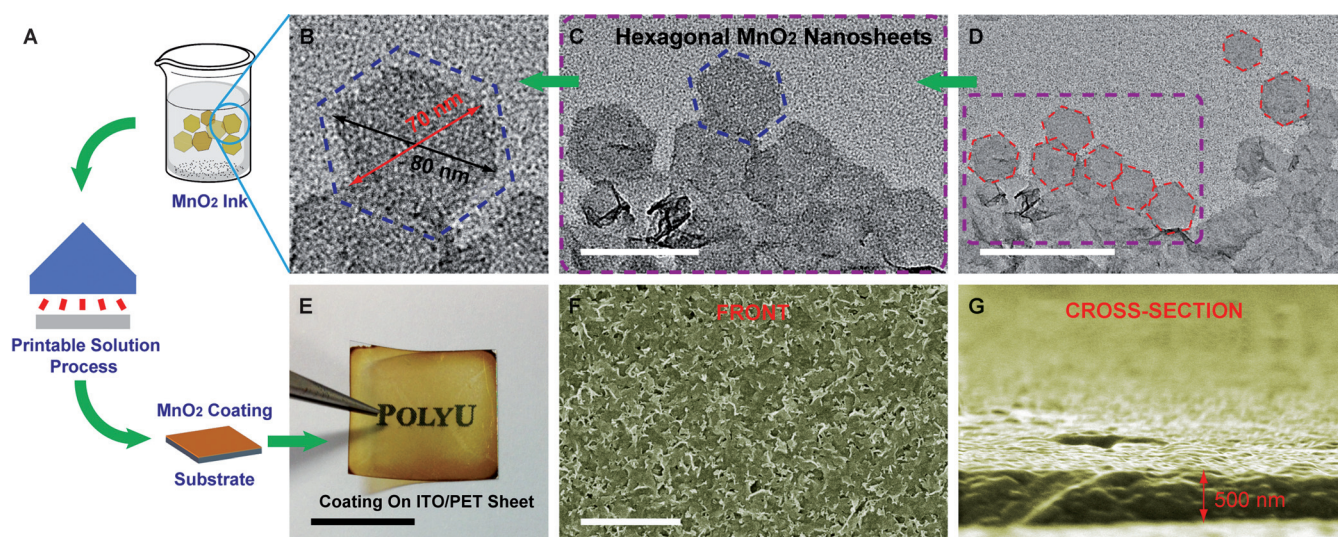 A
MnO2 Ink
Printable Solution
Process
MnO2 Coating
Substrate
B
70 nm
80 nm
C
Hexagonal MnO2 Nanosheets
D
E
POLYU
Coating On ITO/PET Sheet
F
FRONT
G
CROSS-SECTION
500 nm